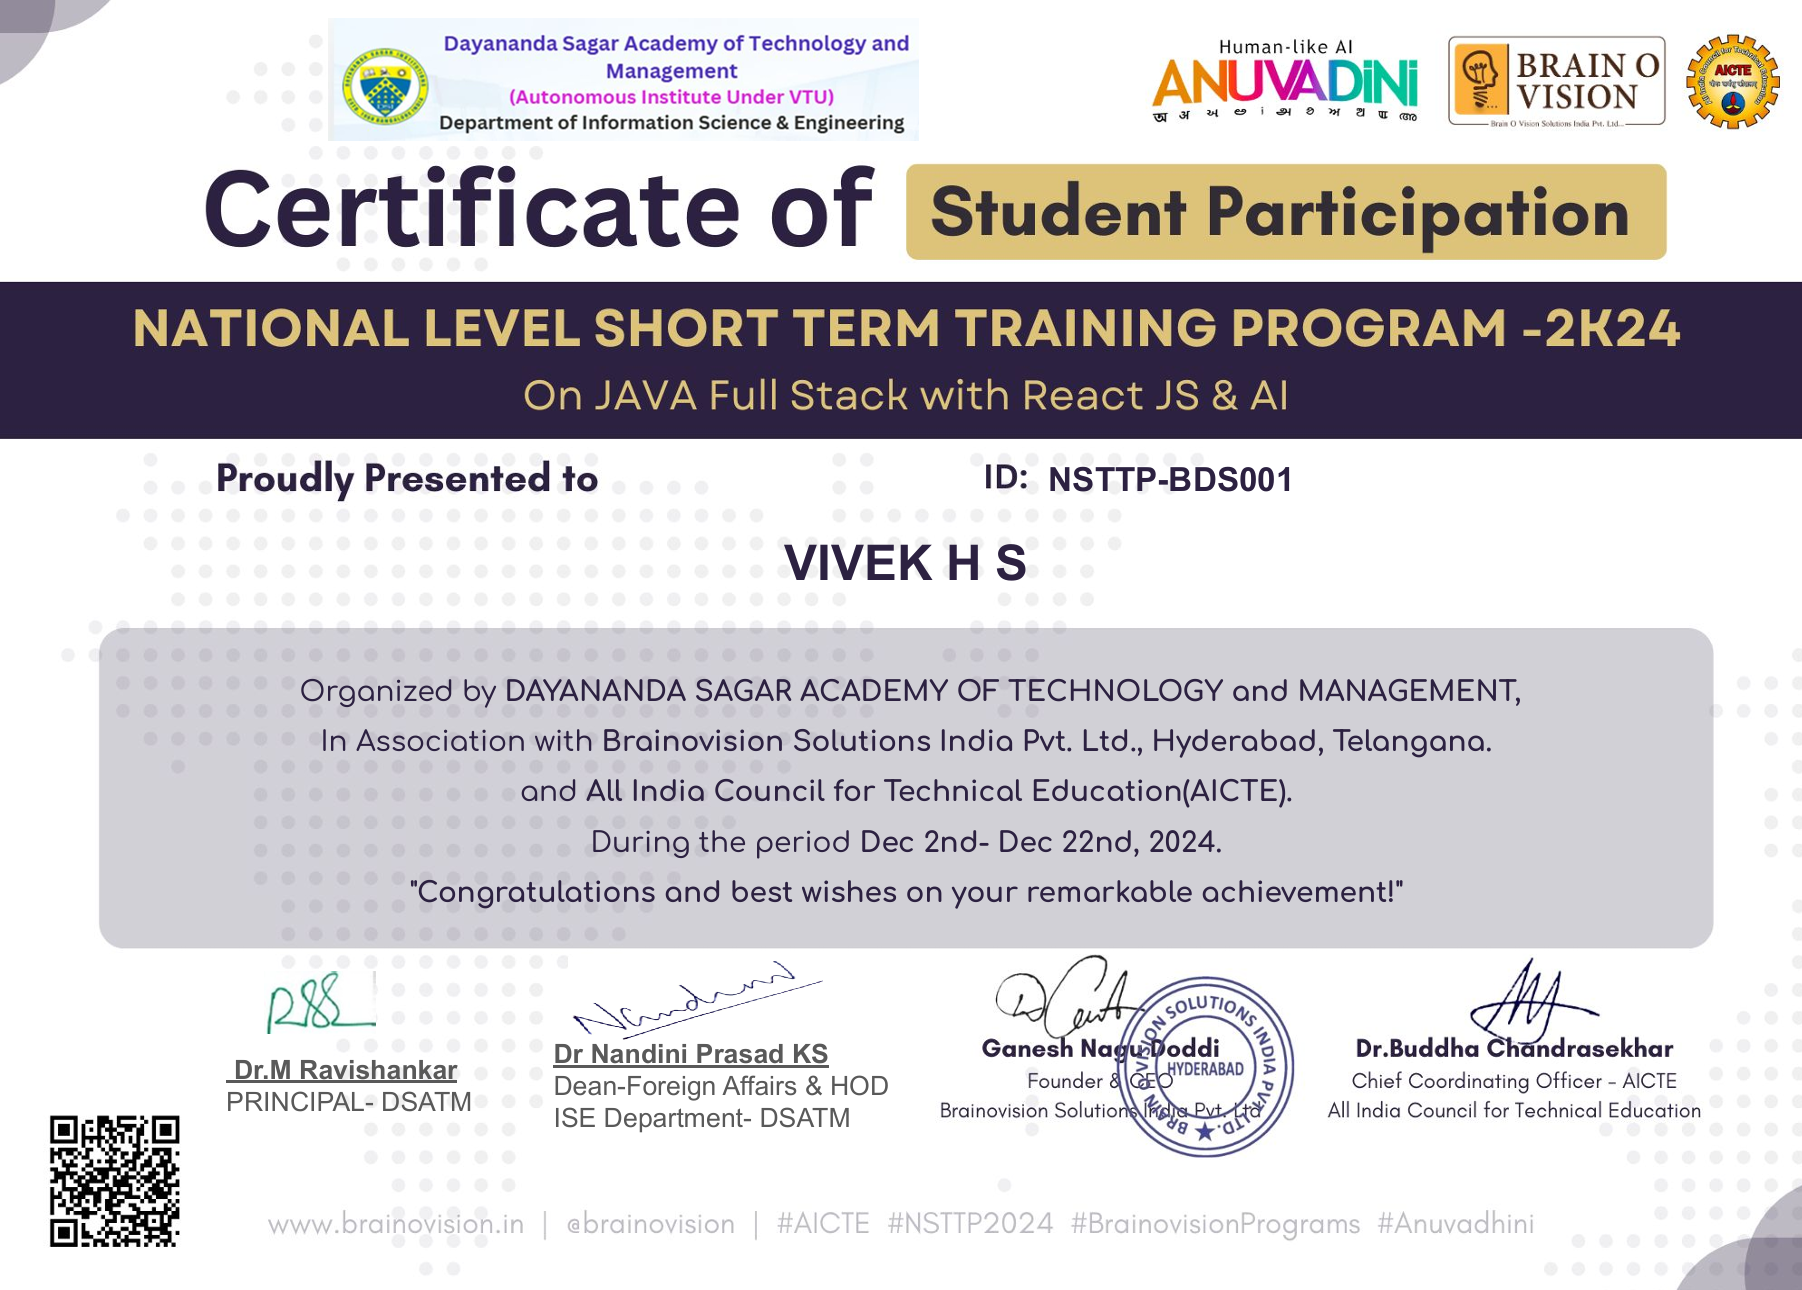 Dayananda Sagar Academy of Technology and
Management
(Autonomous Institute Under VTU)
Department of Information Science & Engineering
Human-like AI
ANUVADiNi
BRAIN O
VISION
Brain O Vision Solutions India Pvt. Ltd...
AICTE
Certificate of Student Participation
NATIONAL LEVEL SHORT TERM TRAINING PROGRAM -2K24
On JAVA Full Stack with React JS & AI
Proudly Presented to
ID: NSTTP-BDS001
VIVEK H S
Organized by DAYANANDA SAGAR ACADEMY OF TECHNOLOGY and MANAGEMENT,
In Association with Brainovision Solutions India Pvt. Ltd., Hyderabad, Telangana.
and All India Council for Technical Education(AICTE).
During the period Dec 2nd- Dec 22nd, 2024.
"Congratulations and best wishes on your remarkable achievement!"
Dr.M Ravishankar
PRINCIPAL- DSATM
Dr Nandini Prasad KS
Dean-Foreign Affairs & HOD
ISE Department- DSATM
Ganesh Nagu Doddi
Founder & CEO
Brainovision Solutions India Pvt. Ltd
BRAIN O VISION SOLUTIONS INDIA PVT. LTD.
HYDERABAD
Dr.Buddha Chandrasekhar
Chief Coordinating Officer - AICTE
All India Council for Technical Education
www.brainovision.in | @brainovision | #AICTE #NSTTP2024 #BrainovisionPrograms #Anuvadhini